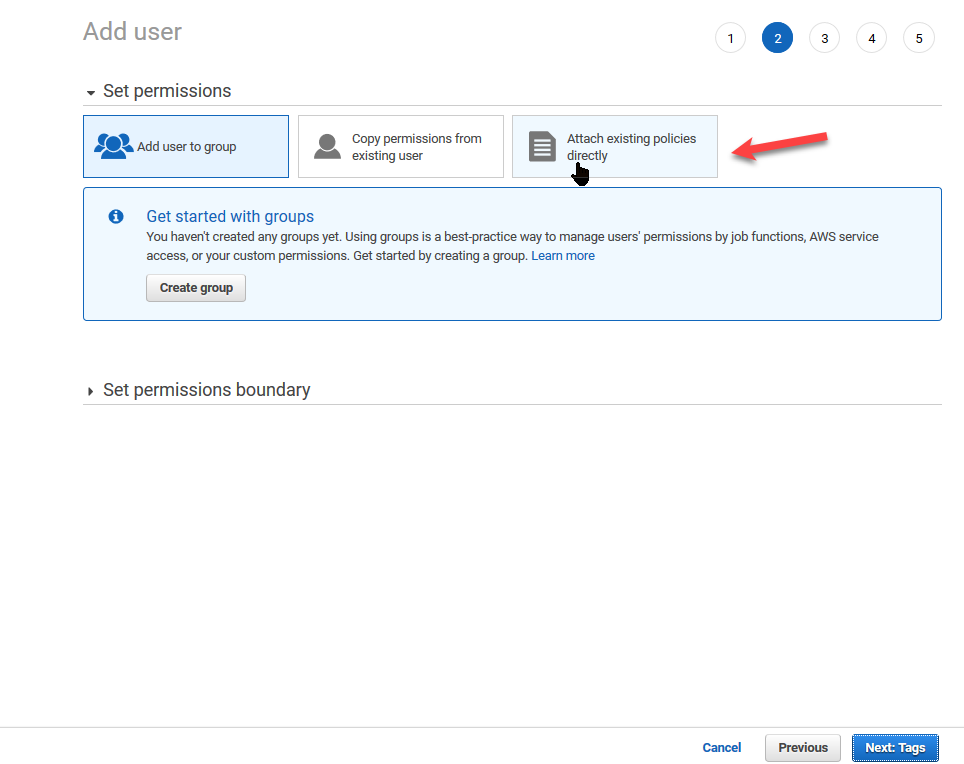 Add user
1 2 3 4 5
Set permissions
Add user to group
Copy permissions from
existing user
Attach existing policies
directly
Get started with groups
You haven't created any groups yet. Using groups is a best-practice way to manage users' permissions by job functions, AWS service
access, or your custom permissions. Get started by creating a group. Learn more
Create group
Set permissions boundary
Cancel Previous Next: Tags